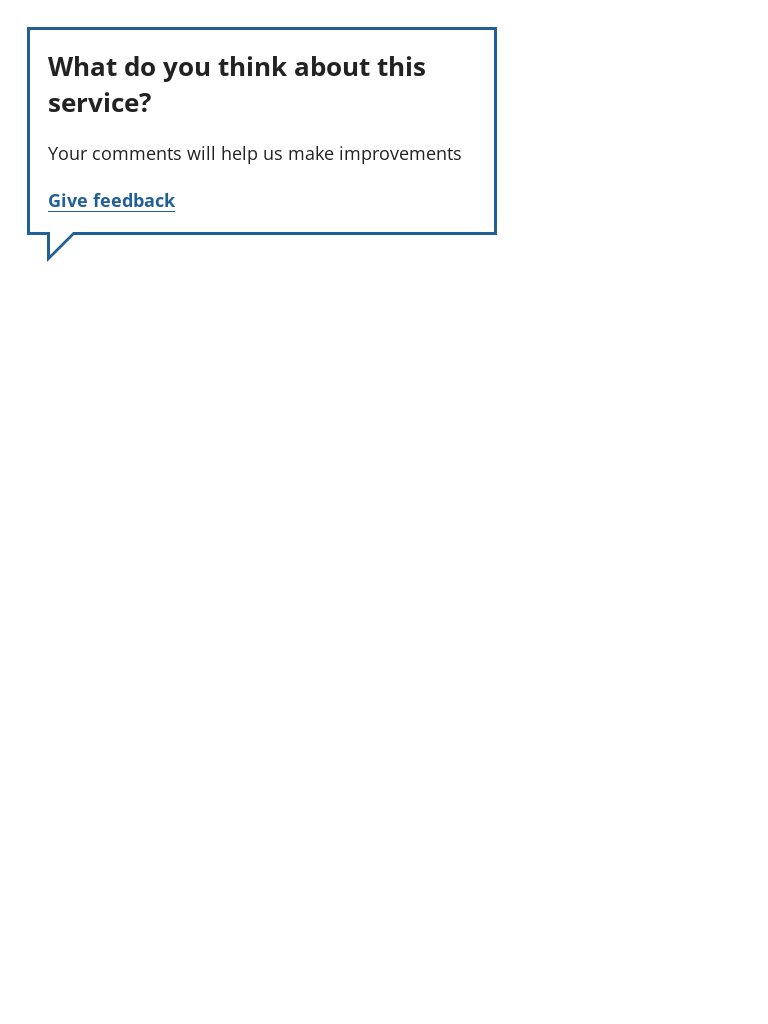 What do you think about this
service?
Your comments will help us make improvements
Give feedback